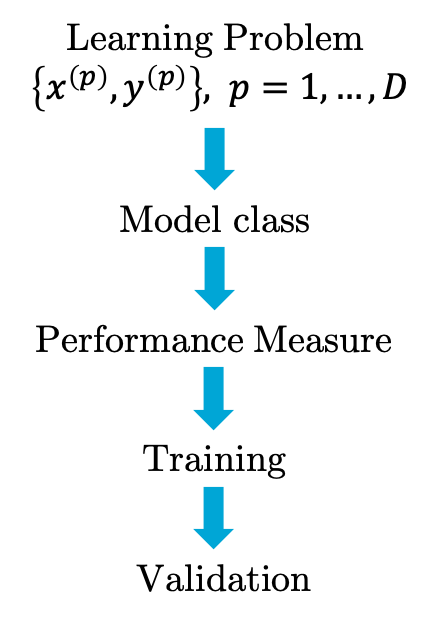 Learning Problem
{x^(p), y^(p)}, p = 1, …, D
Model class
Performance Measure
Training
Validation